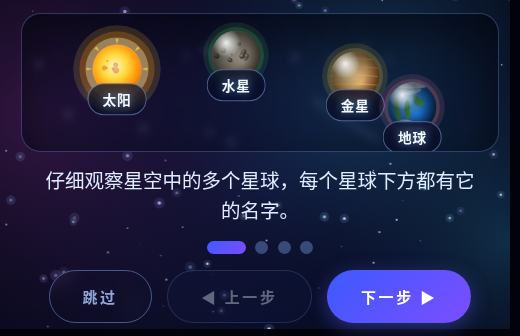 太阳
水星
金星
地球
仔细观察星空中的多个星球，每个星球下方都有它
的名字。
跳过
◀ 上一步
下一步 ▶